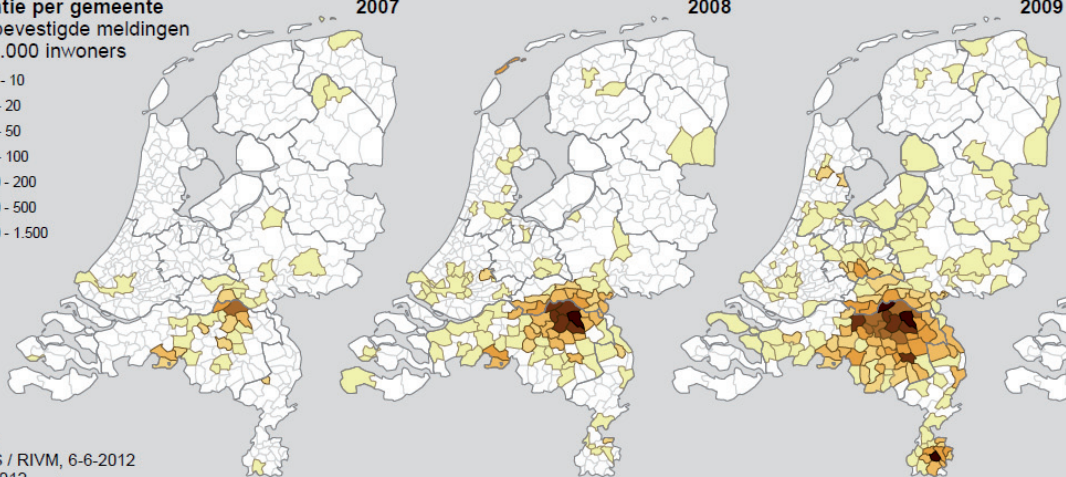 per gemeente
bevestigde meldingen
.000 inwoners
- 10
- 20
- 50
- 100
- 200
- 500
- 1.500
2007
2008
2009
/ RIVM, 6-6-2012